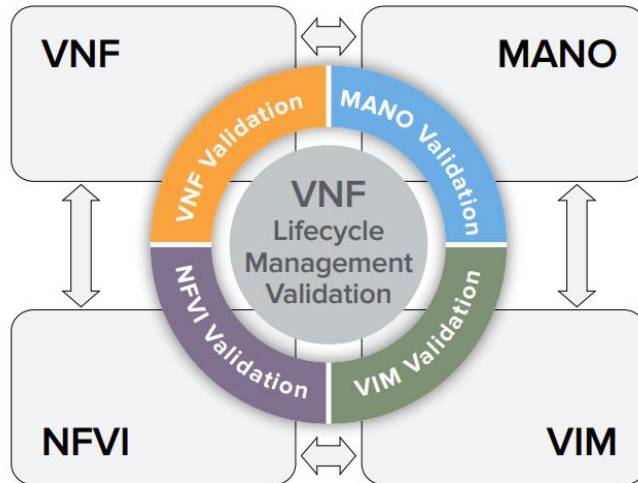 VNF
MANO
VNF Validation
MANO Validation
VNF
Lifecycle
Management
Validation
NFVI Validation
VIM Validation
NFVI
VIM